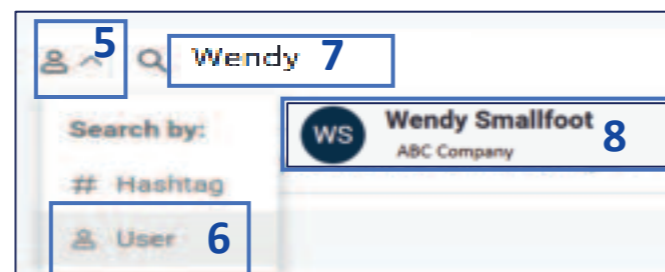 5
Wendy 7
Search by:
# Hashtag
User 6
WS Wendy Smallfoot
ABC Company 8